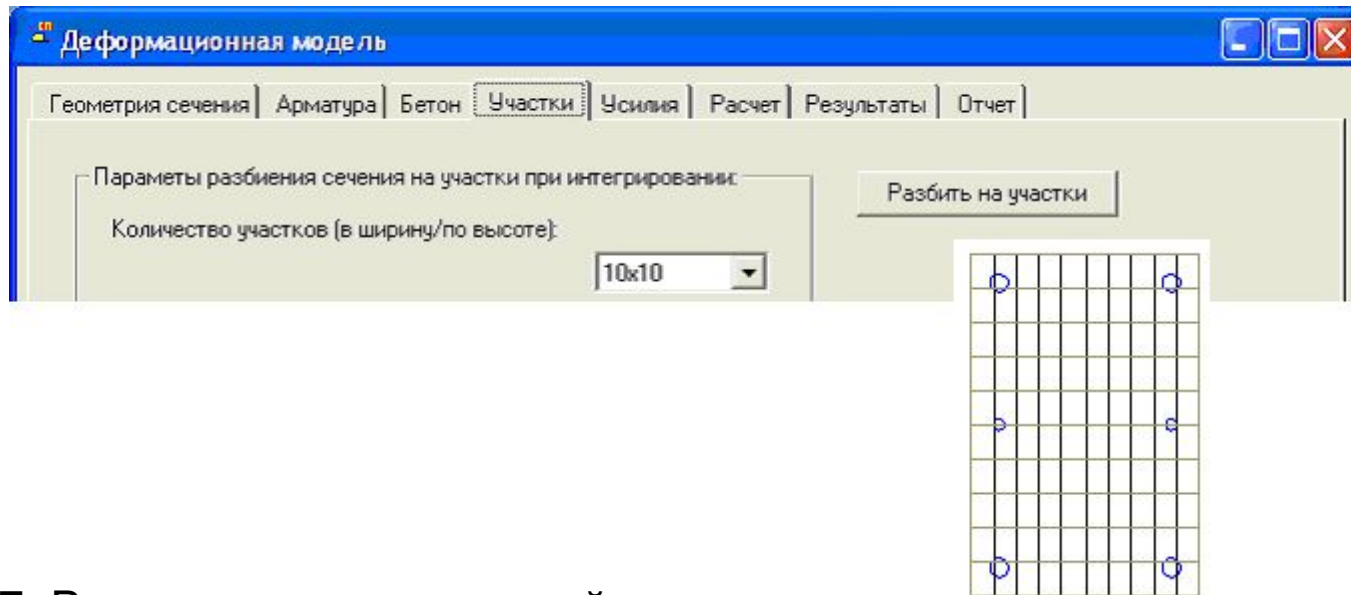 Деформационная модель
Геометрия сечения Арматура Бетон Участки Усилия Расчет Результаты Отчет
Параметы разбиения сечения на участки при интегрировании:
Разбить на участки
Количество участков (в ширину/по высоте):
10x10